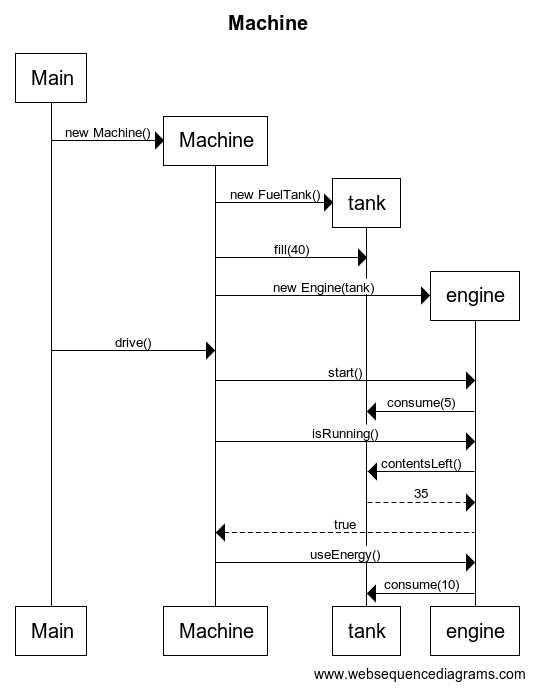 Machine
Main
new Machine()
Machine
new FuelTank()
tank
fill(40)
new Engine(tank)
engine
drive()
start()
consume(5)
isRunning()
contentsLeft()
35
true
useEnergy()
consume(10)
Main
Machine
tank
engine
www.websequencediagrams.com